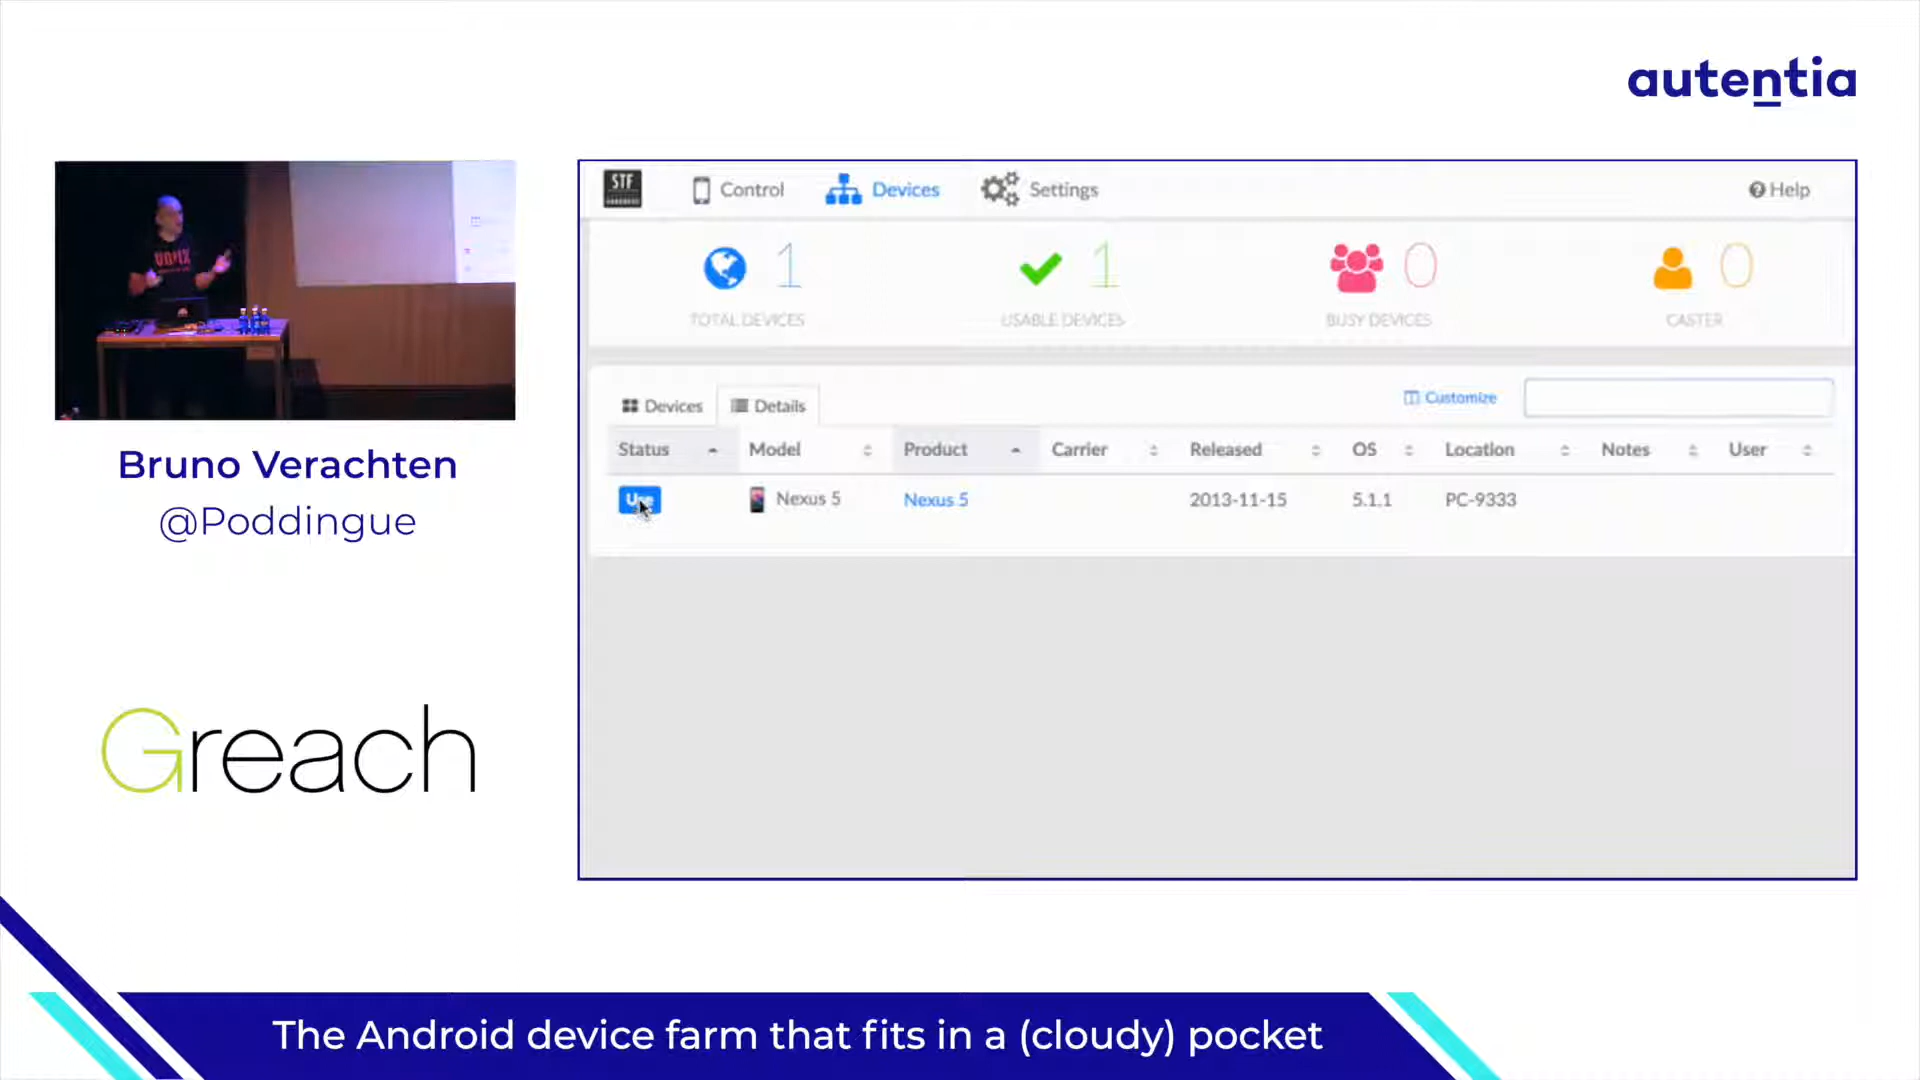 autentia
STF
Control
Devices
Settings
Help
1
1
0
0
TOTAL DEVICES
USABLE DEVICES
BUSY DEVICES
CASTER
Devices
Details
Customize
Status
Model
Product
Carrier
Released
OS
Location
Notes
User
Use
Nexus 5
Nexus 5
2013-11-15
5.1.1
PC-9333
Bruno Verachten
@Poddingue
Greach
The Android device farm that fits in a (cloudy) pocket